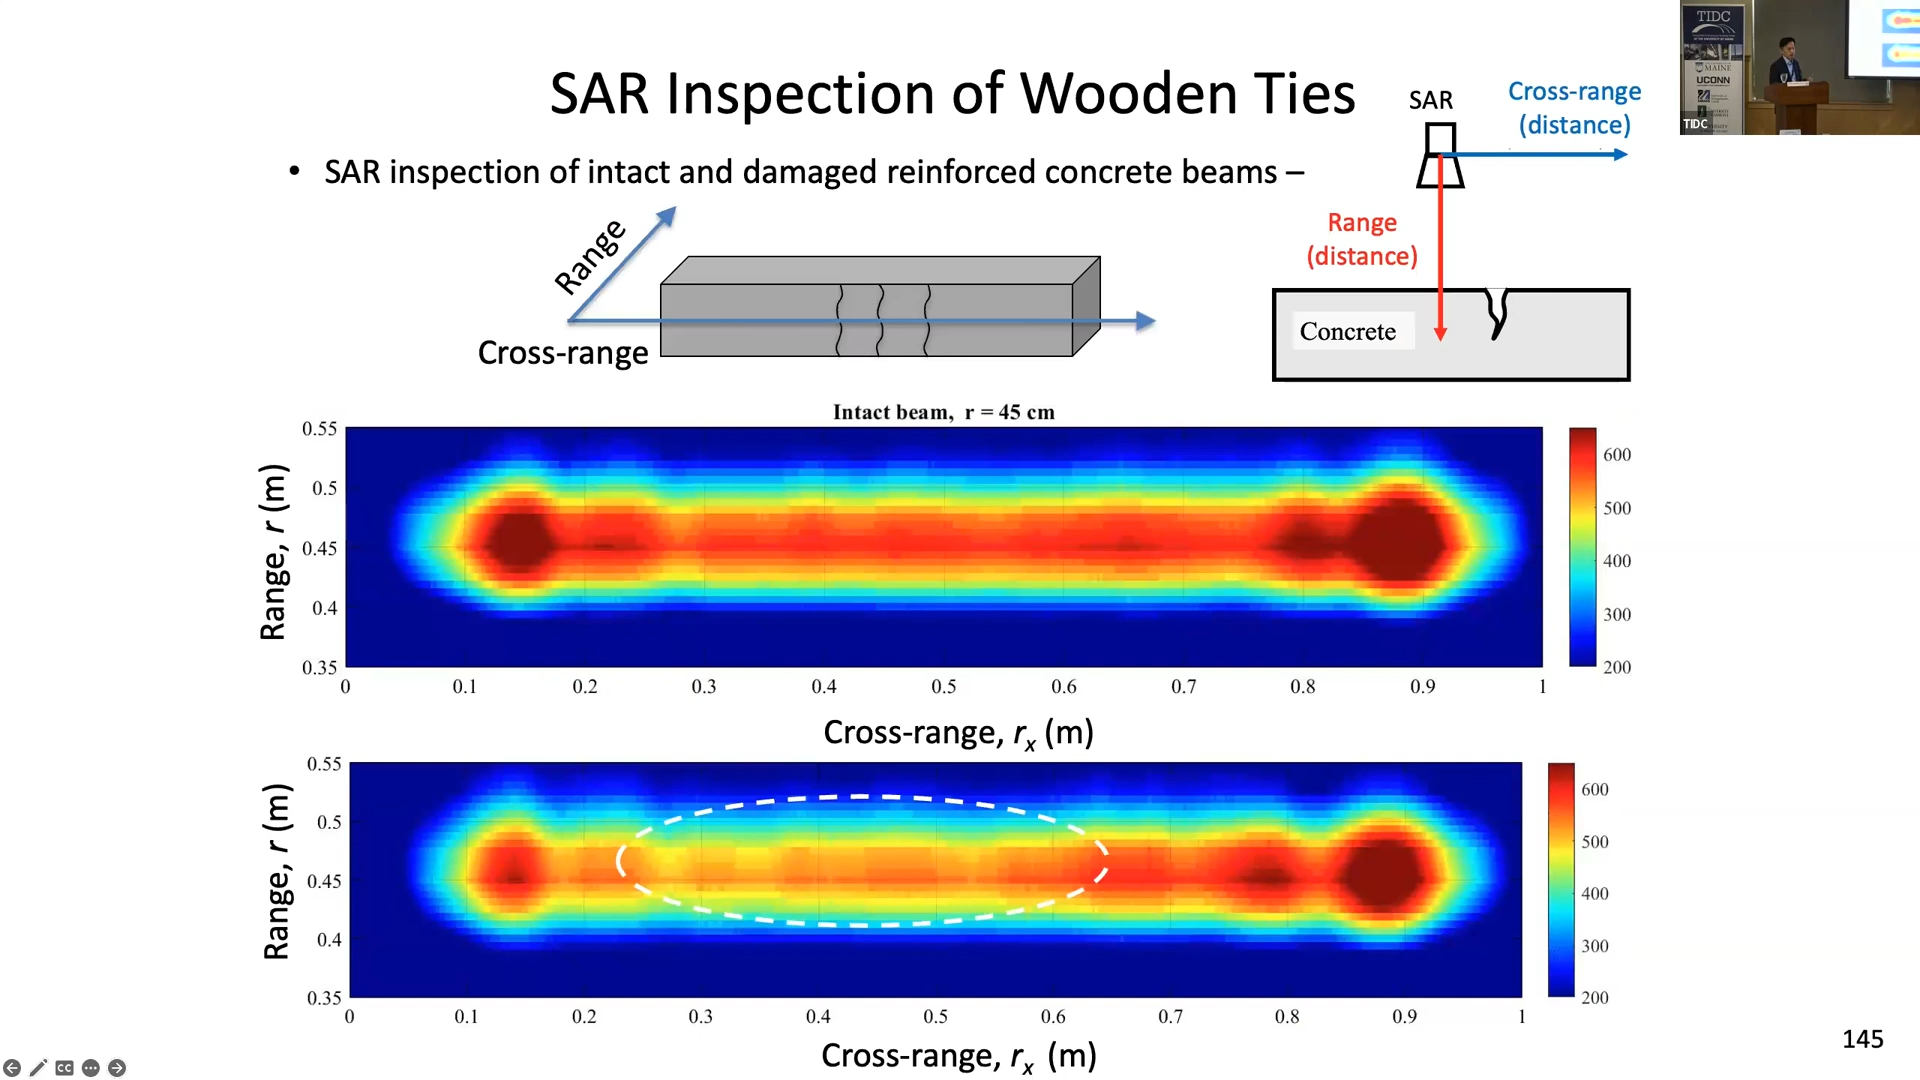 SAR Inspection of Wooden Ties
TIDC
MAINE
UCONN
TIDC
• SAR inspection of intact and damaged reinforced concrete beams –
SAR
Cross-range
(distance)
Range
(distance)
Concrete
Range
Cross-range
Intact beam, r = 45 cm
Range, r (m)
0.55
0.5
0.45
0.4
0.35
0 0.1 0.2 0.3 0.4 0.5 0.6 0.7 0.8 0.9 1
600
500
400
300
200
Cross-range, rx (m)
Range, r (m)
0.55
0.5
0.45
0.4
0.35
0 0.1 0.2 0.3 0.4 0.5 0.6 0.7 0.8 0.9 1
600
500
400
300
200
Cross-range, rx (m)
145
CC